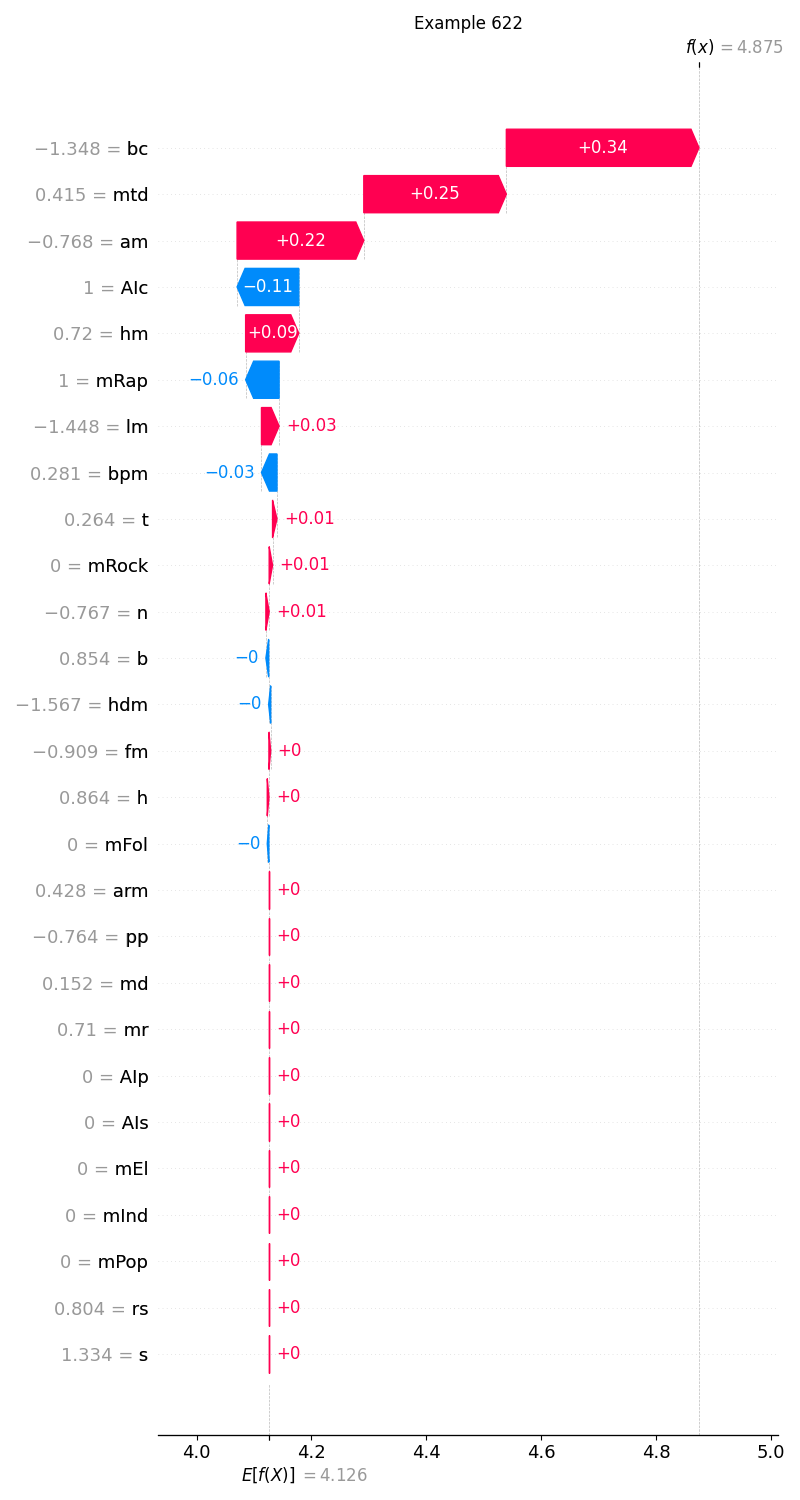 Example 622
f(x) = 4.875
−1.348 = bc +0.34
0.415 = mtd +0.25
−0.768 = am +0.22
1 = AIc −0.11
0.72 = hm +0.09
1 = mRap −0.06
−1.448 = lm +0.03
0.281 = bpm −0.03
0.264 = t +0.01
0 = mRock +0.01
−0.767 = n +0.01
0.854 = b −0
−1.567 = hdm −0
−0.909 = fm +0
0.864 = h +0
0 = mFol −0
0.428 = arm +0
−0.764 = pp +0
0.152 = md +0
0.71 = mr +0
0 = AIp +0
0 = AIs +0
0 = mEl +0
0 = mInd +0
0 = mPop +0
0.804 = rs +0
1.334 = s +0
4.0 4.2 4.4 4.6 4.8 5.0
E[f(X)] = 4.126